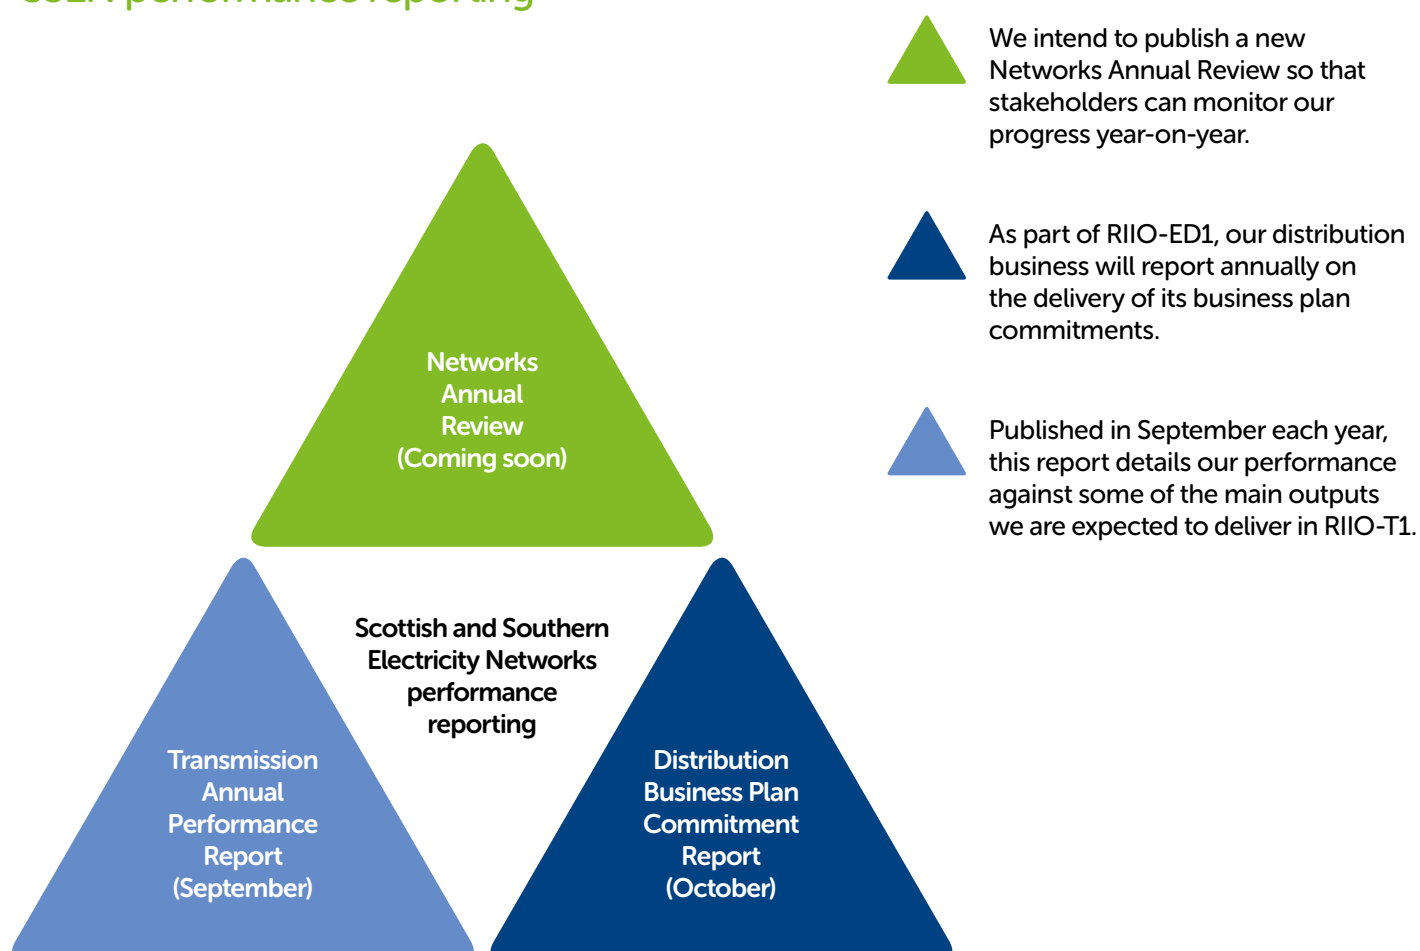 performance reporting
We intend to publish a new
Networks Annual Review so that
stakeholders can monitor our
progress year-on-year.
As part of RIIO-ED1, our distribution
business will report annually on
the delivery of its business plan
commitments.
Published in September each year,
this report details our performance
against some of the main outputs
we are expected to deliver in RIIO-T1.
Networks
Annual
Review
(Coming soon)
Scottish and Southern
Electricity Networks
performance
reporting
Transmission
Annual
Performance
Report
(September)
Distribution
Business Plan
Commitment
Report
(October)